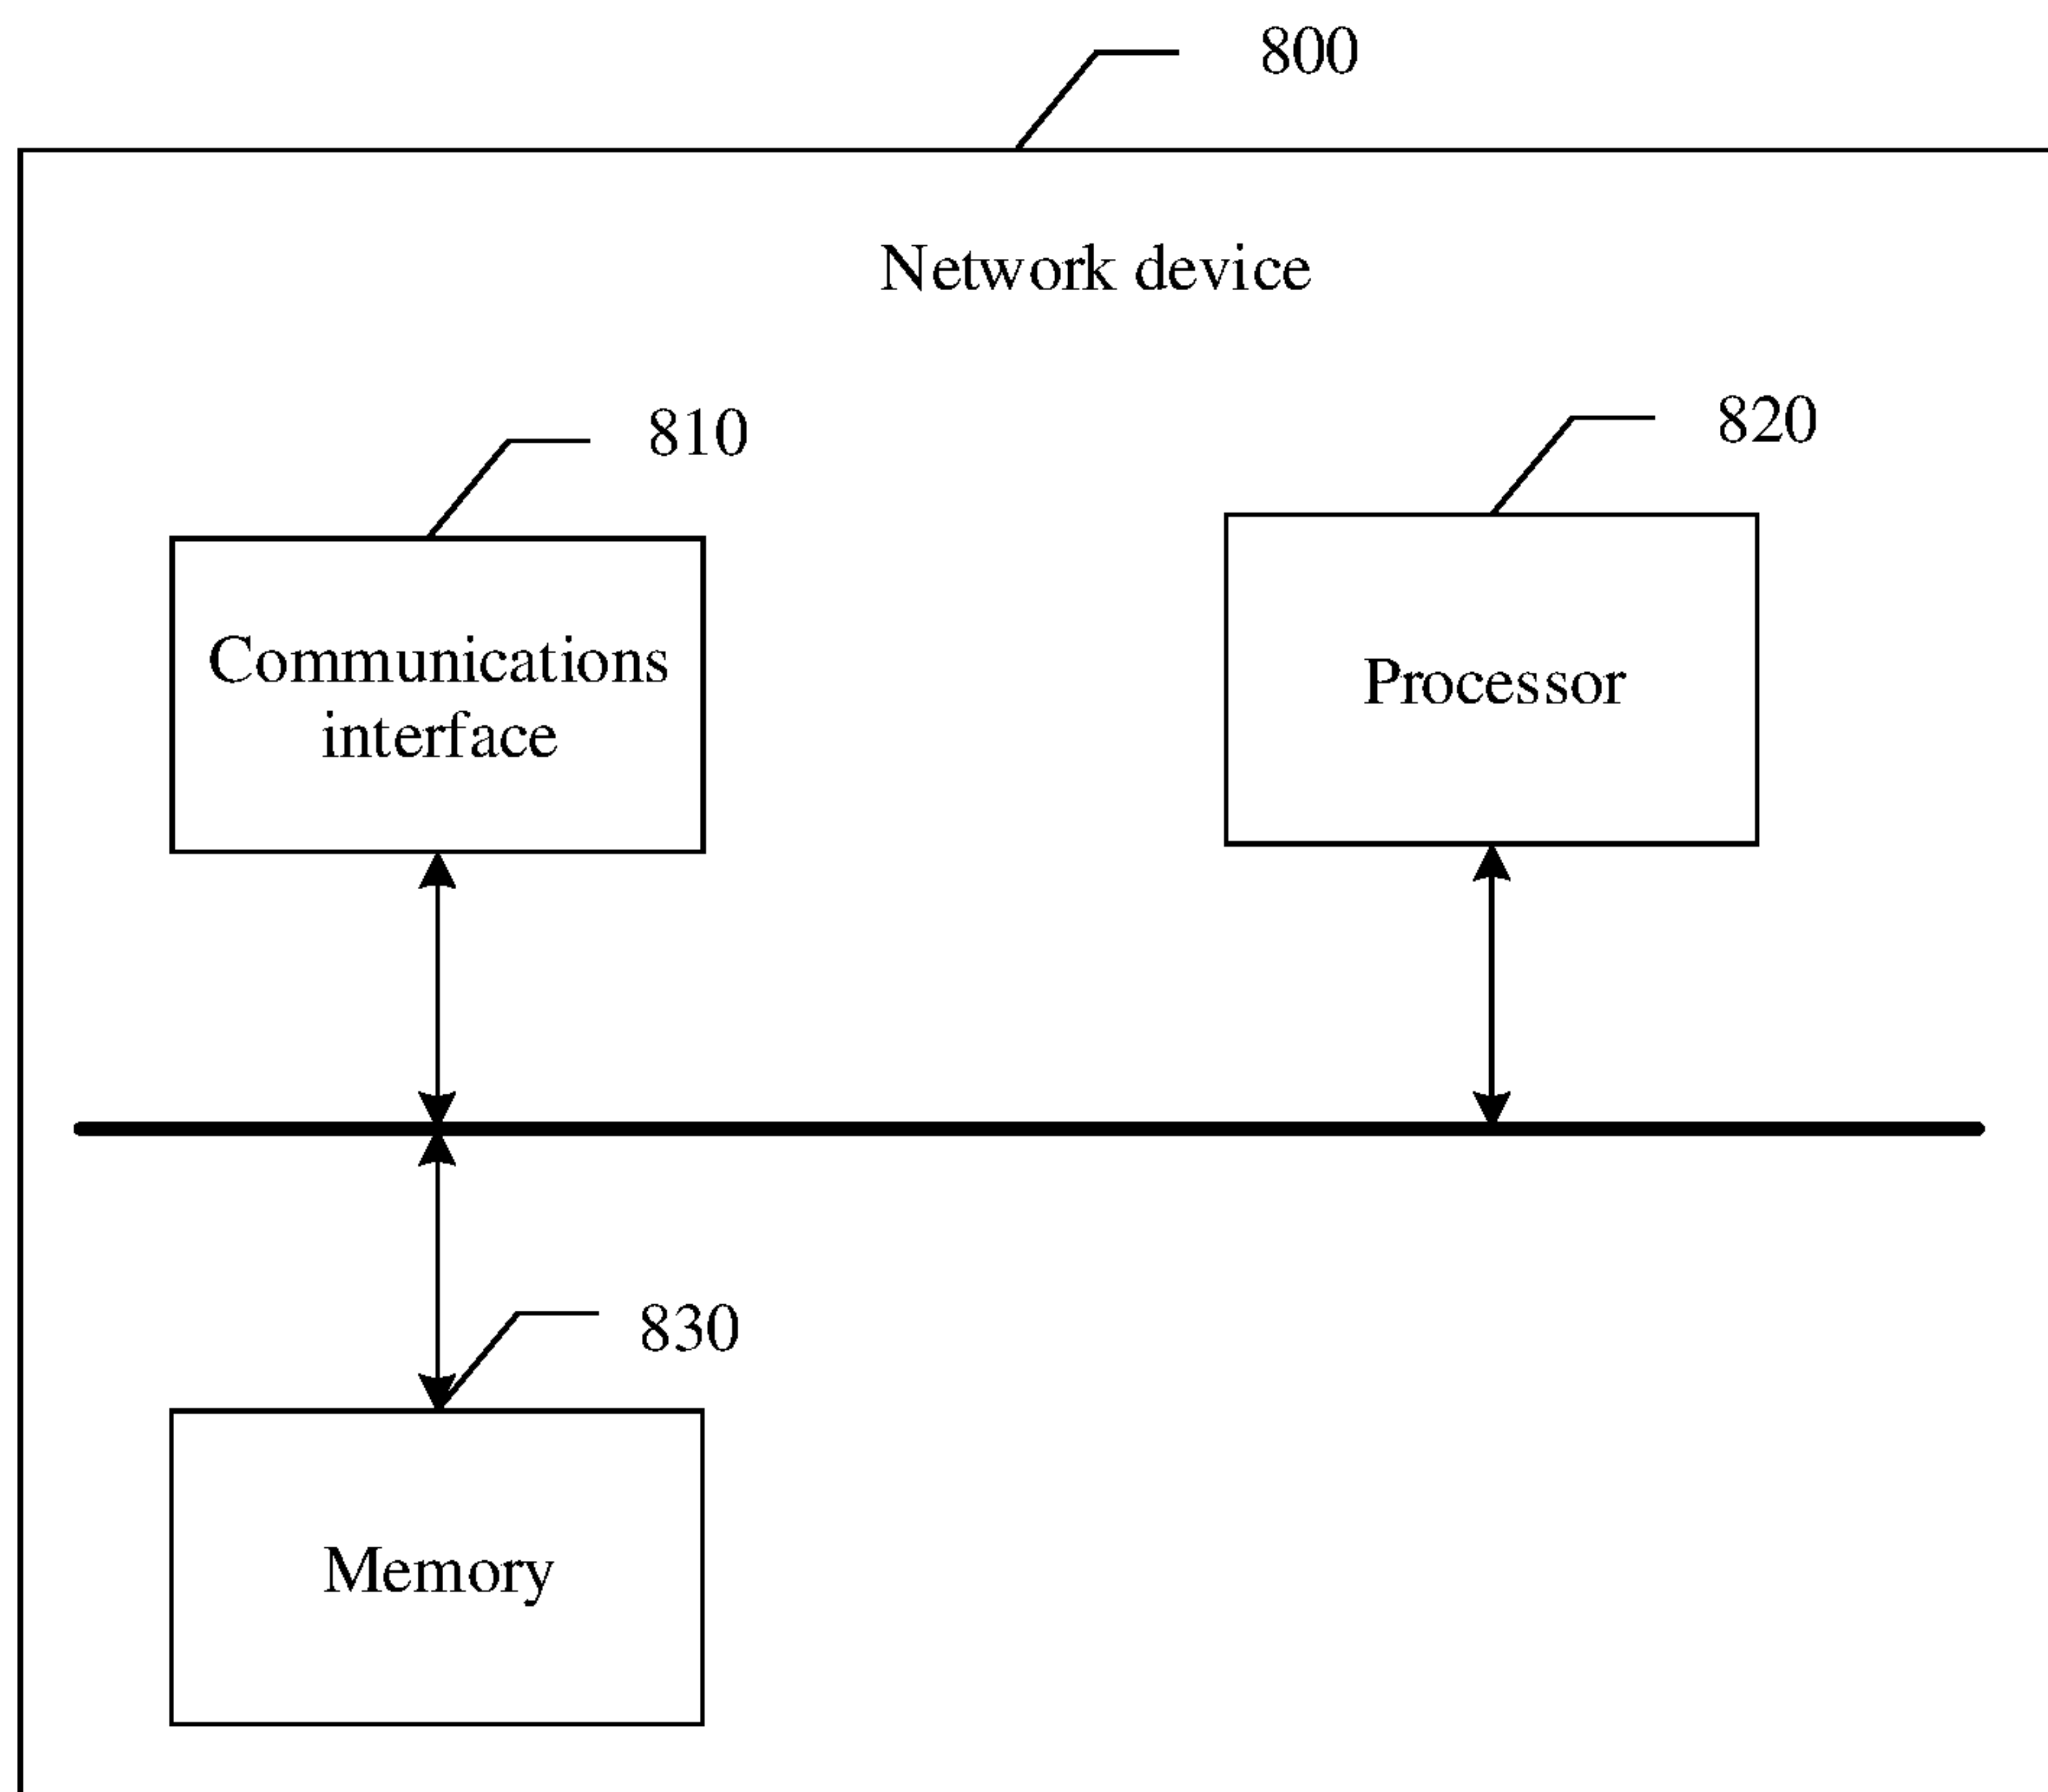 800
Network device
810
820
Communications
interface
Processor
830
Memory